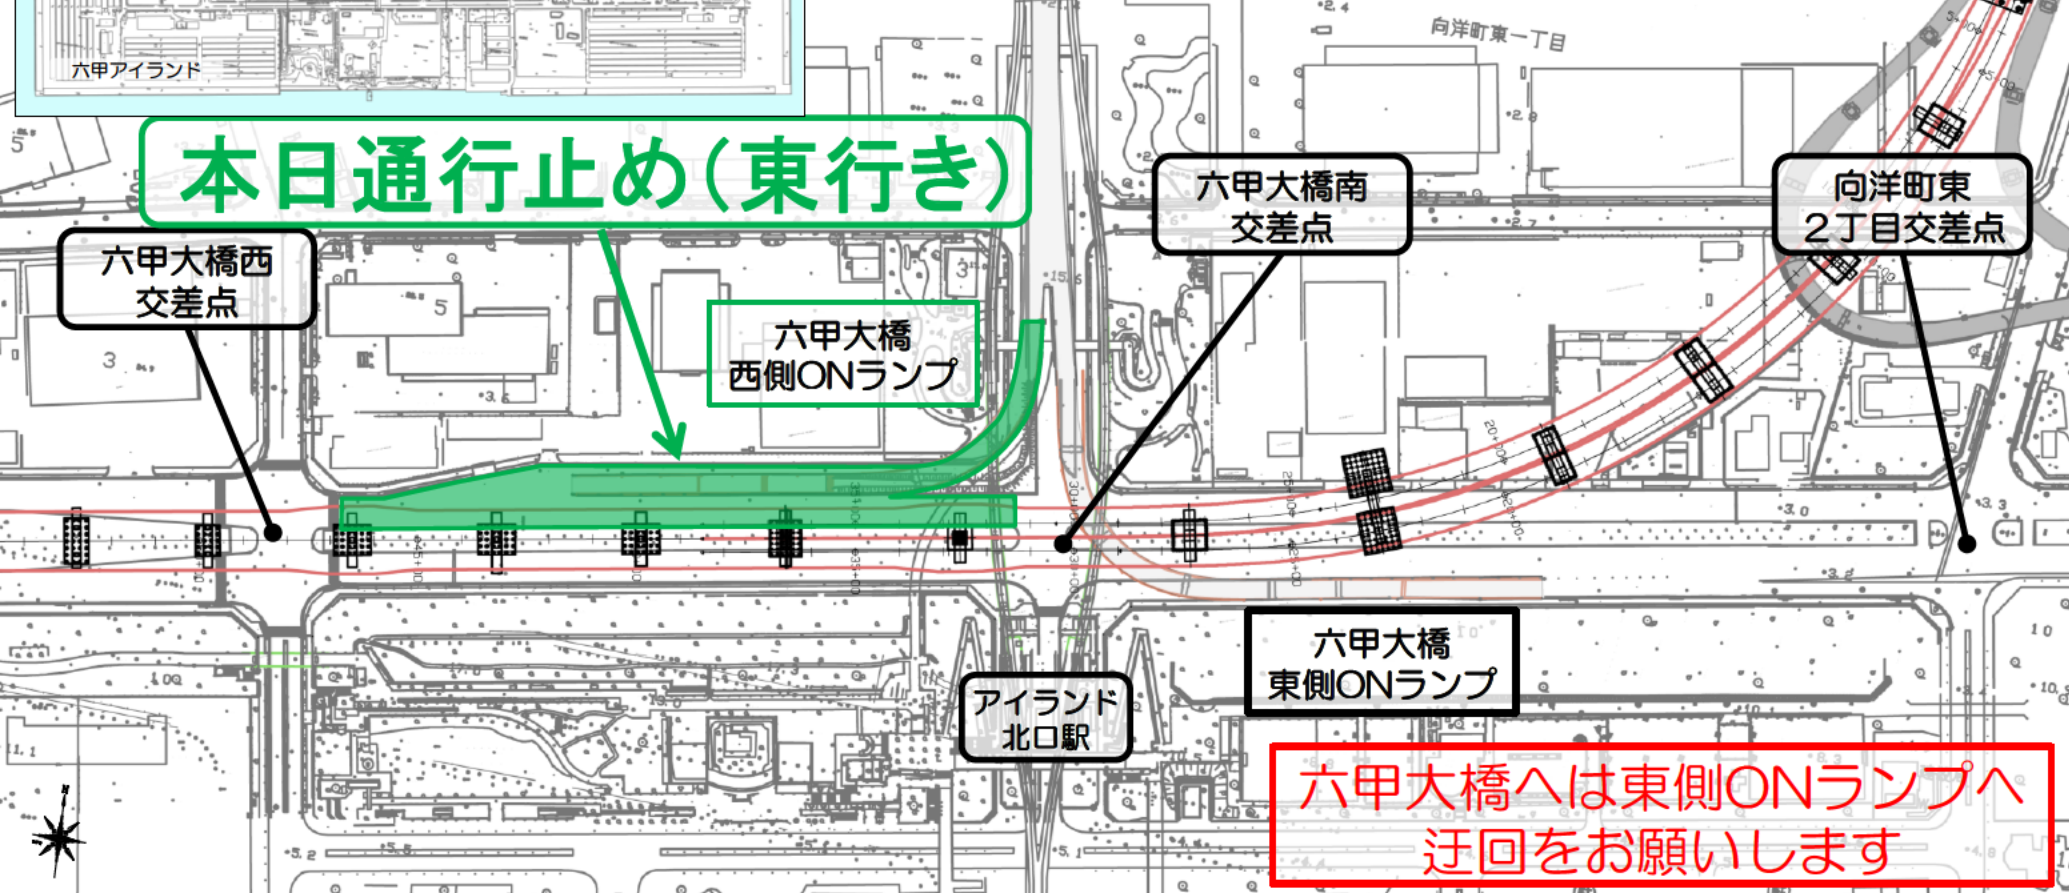 六甲アイランド
向洋町東一丁目
本日通行止め(東行き)
六甲大橋西
交差点
六甲大橋南
交差点
向洋町東
2丁目交差点
六甲大橋
西側ONランプ
六甲大橋
東側ONランプ
アイランド
北口駅
六甲大橋へは東側ONランプへ
迂回をお願いします